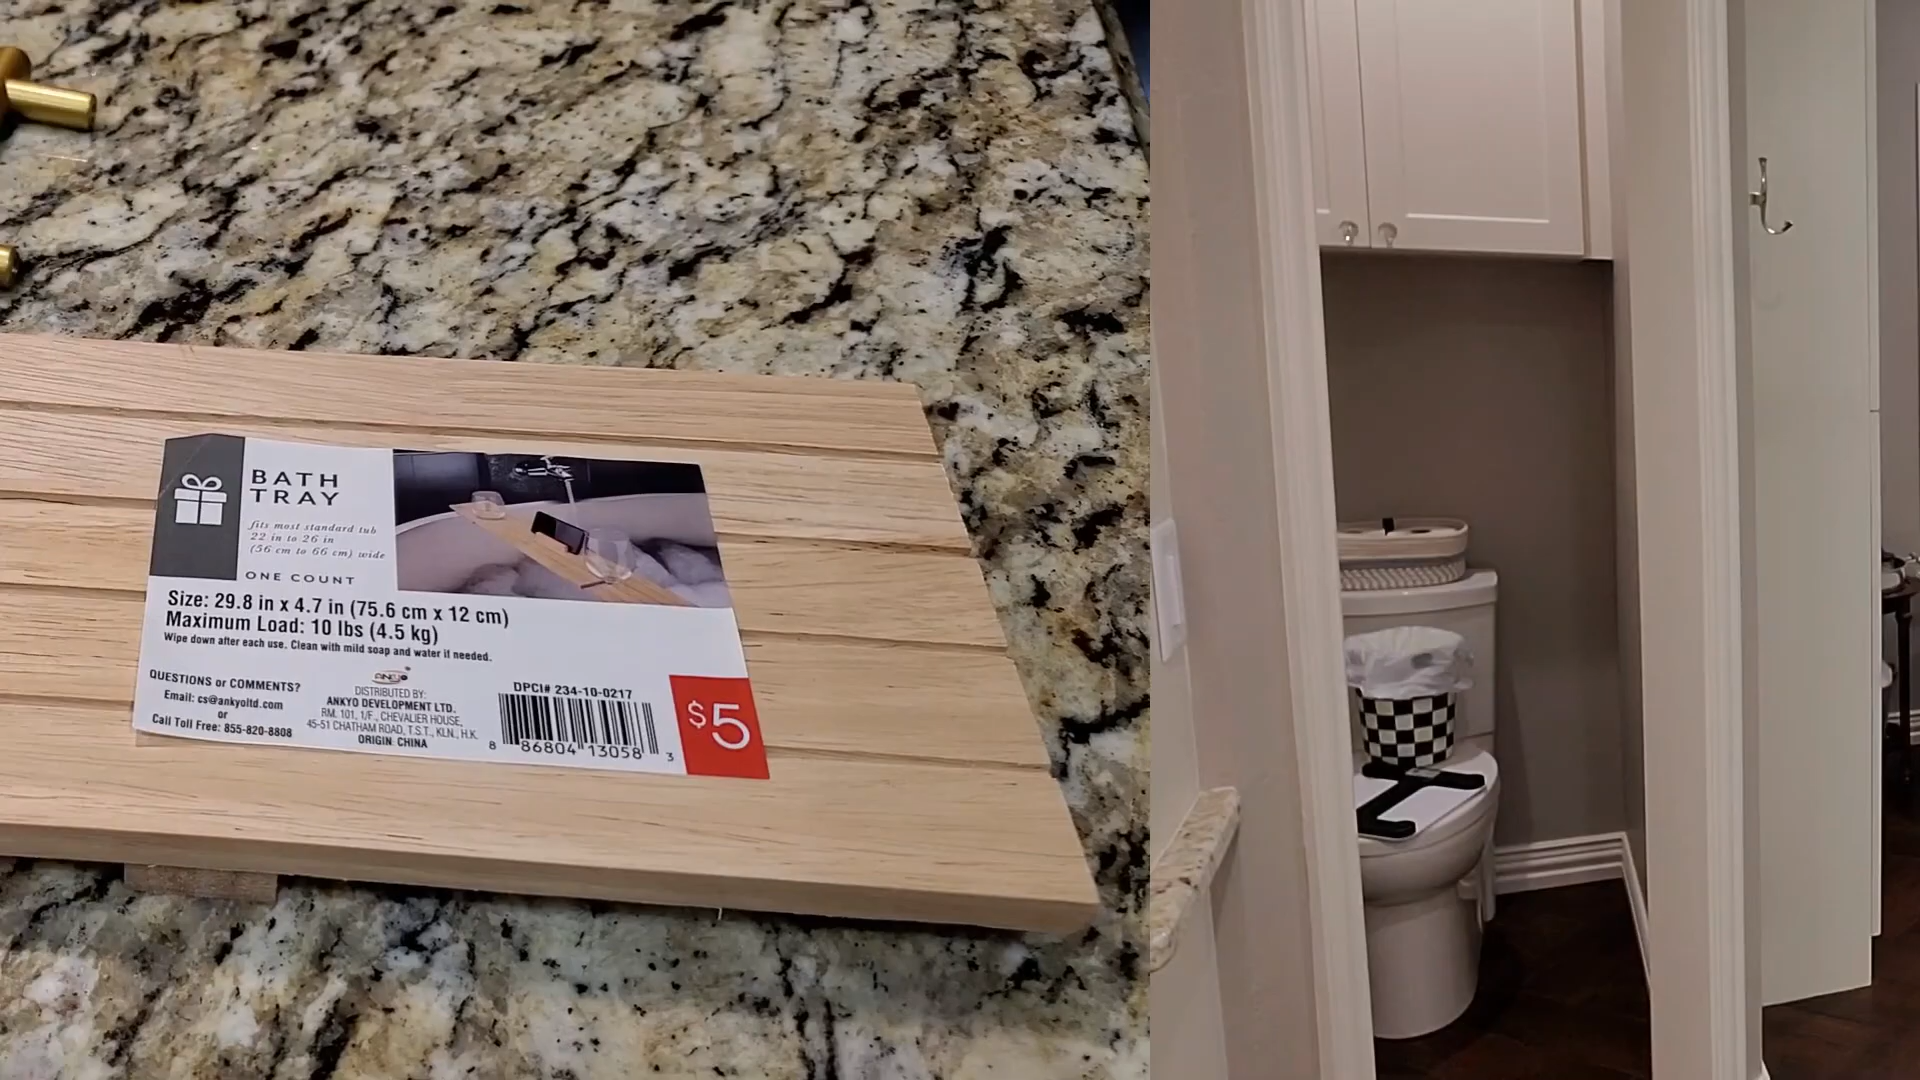 BATH
TRAY
fits most standard tub
22 in to 26 in
(56 cm to 66 cm) wide
ONE COUNT
Size: 29.8 in x 4.7 in (75.6 cm x 12 cm)
Maximum Load: 10 lbs (4.5 kg)
Wipe down after each use. Clean with mild soap and water if needed.
QUESTIONS or COMMENTS?
Email: cs@ankyoltd.com
or
Call Toll Free: 855-820-8808
ANKYO
DISTRIBUTED BY:
ANKYO DEVELOPMENT LTD.
RM. 101, 1/F., CHEVALIER HOUSE,
45-51 CHATHAM ROAD, T.S.T., KLN., H.K.
ORIGIN: CHINA
DPCI# 234-10-0217
8 86804 13058 3
$5